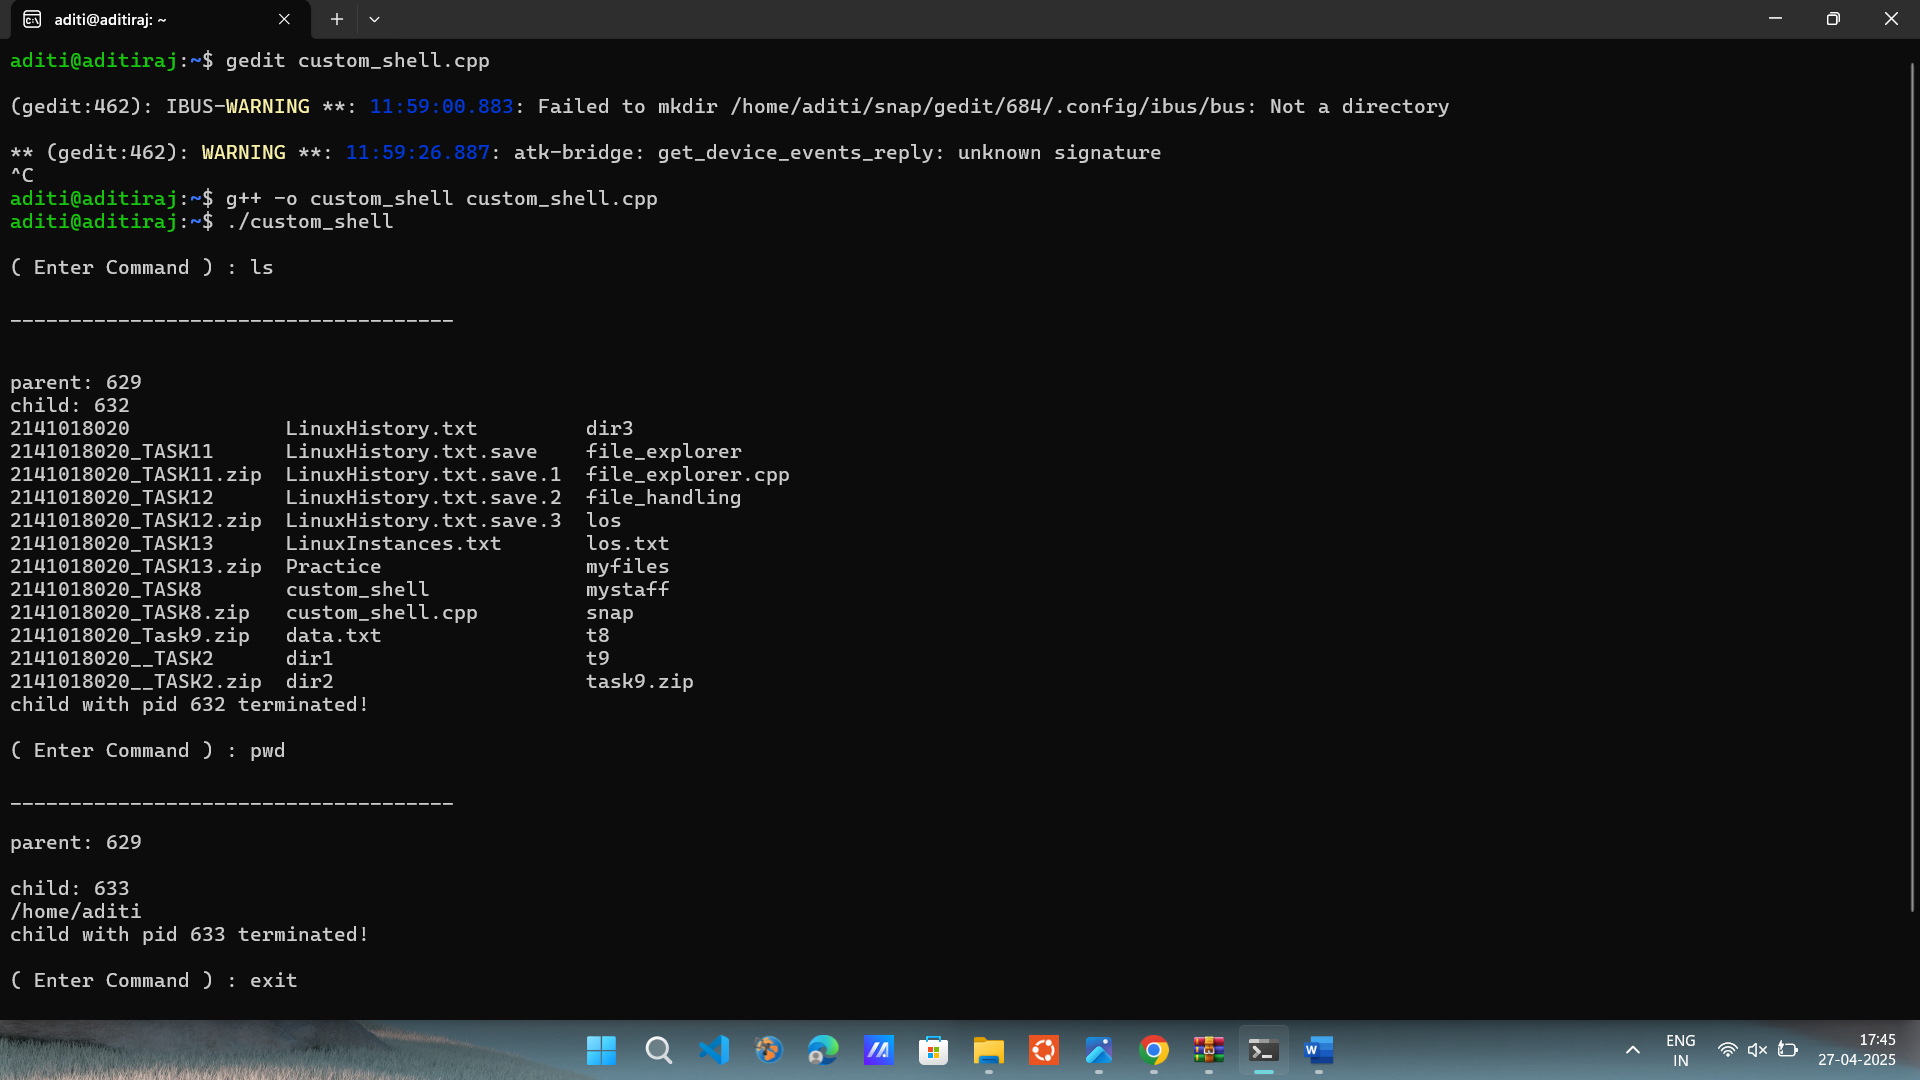 aditi@aditiraj: ~
aditi@aditiraj:~$ gedit custom_shell.cpp
(gedit:462): IBUS-WARNING **: 11:59:00.883: Failed to mkdir /home/aditi/snap/gedit/684/.config/ibus/bus: Not a directory
** (gedit:462): WARNING **: 11:59:26.887: atk-bridge: get_device_events_reply: unknown signature
^C
aditi@aditiraj:~$ g++ -o custom_shell custom_shell.cpp
aditi@aditiraj:~$ ./custom_shell
( Enter Command ) : ls
-------------------------------------
parent: 629
child: 632
2141018020 LinuxHistory.txt dir3
2141018020_TASK11 LinuxHistory.txt.save file_explorer
2141018020_TASK11.zip LinuxHistory.txt.save.1 file_explorer.cpp
2141018020_TASK12 LinuxHistory.txt.save.2 file_handling
2141018020_TASK12.zip LinuxHistory.txt.save.3 los
2141018020_TASK13 LinuxInstances.txt los.txt
2141018020_TASK13.zip Practice myfiles
2141018020_TASK8 custom_shell mystaff
2141018020_TASK8.zip custom_shell.cpp snap
2141018020_Task9.zip data.txt t8
2141018020__TASK2 dir1 t9
2141018020__TASK2.zip dir2 task9.zip
child with pid 632 terminated!
( Enter Command ) : pwd
-------------------------------------
parent: 629
child: 633
/home/aditi
child with pid 633 terminated!
( Enter Command ) : exit
ENG
IN
17:45
27-04-2025